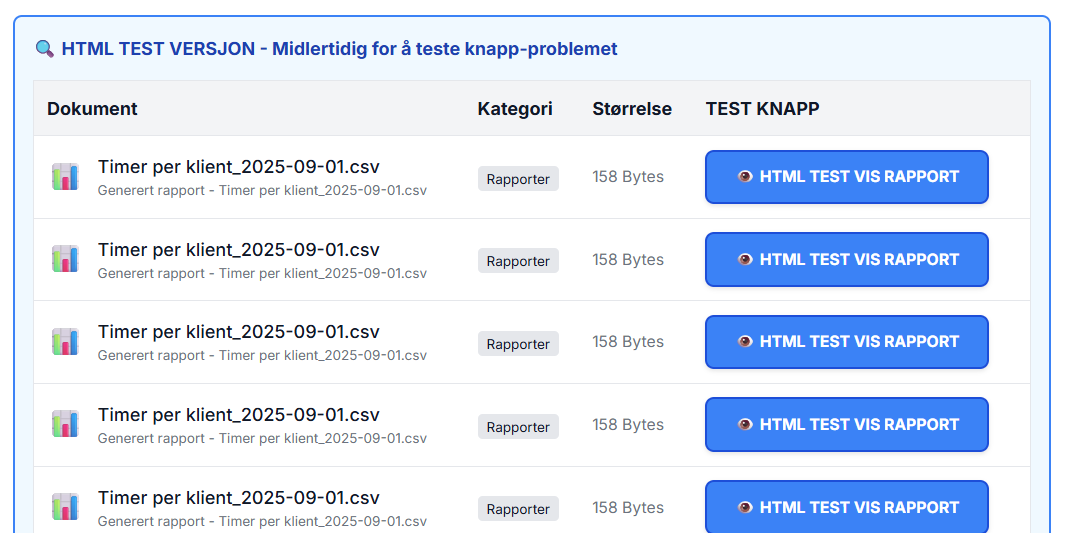 HTML TEST VERSJON - Midlertidig for å teste knapp-problemet
Dokument Kategori Størrelse TEST KNAPP
Timer per klient_2025-09-01.csv
Generert rapport - Timer per klient_2025-09-01.csv
Rapporter
158 Bytes
HTML TEST VIS RAPPORT
Timer per klient_2025-09-01.csv
Generert rapport - Timer per klient_2025-09-01.csv
Rapporter
158 Bytes
HTML TEST VIS RAPPORT
Timer per klient_2025-09-01.csv
Generert rapport - Timer per klient_2025-09-01.csv
Rapporter
158 Bytes
HTML TEST VIS RAPPORT
Timer per klient_2025-09-01.csv
Generert rapport - Timer per klient_2025-09-01.csv
Rapporter
158 Bytes
HTML TEST VIS RAPPORT
Timer per klient_2025-09-01.csv
Generert rapport - Timer per klient_2025-09-01.csv
Rapporter
158 Bytes
HTML TEST VIS RAPPORT